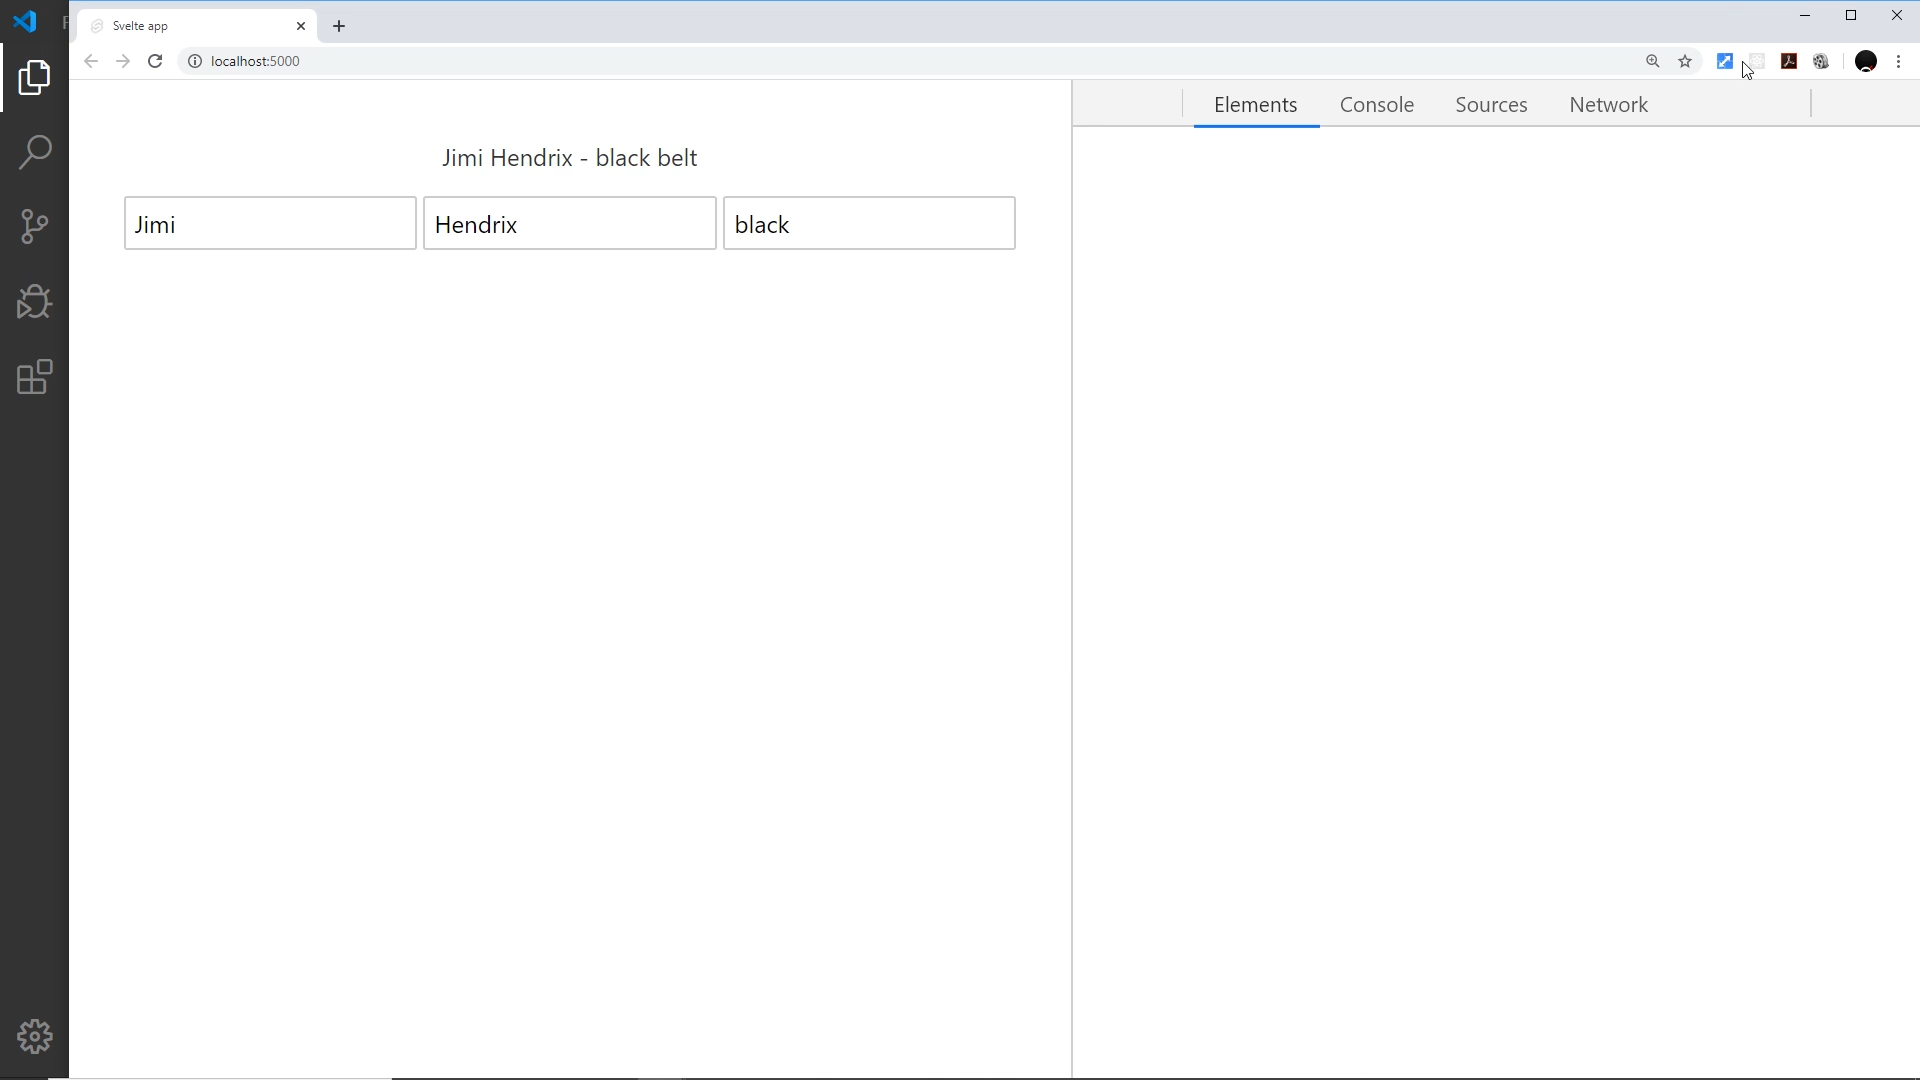 F
Svelte app
localhost:5000
Elements Console Sources Network
Jimi Hendrix - black belt
Jimi Hendrix black